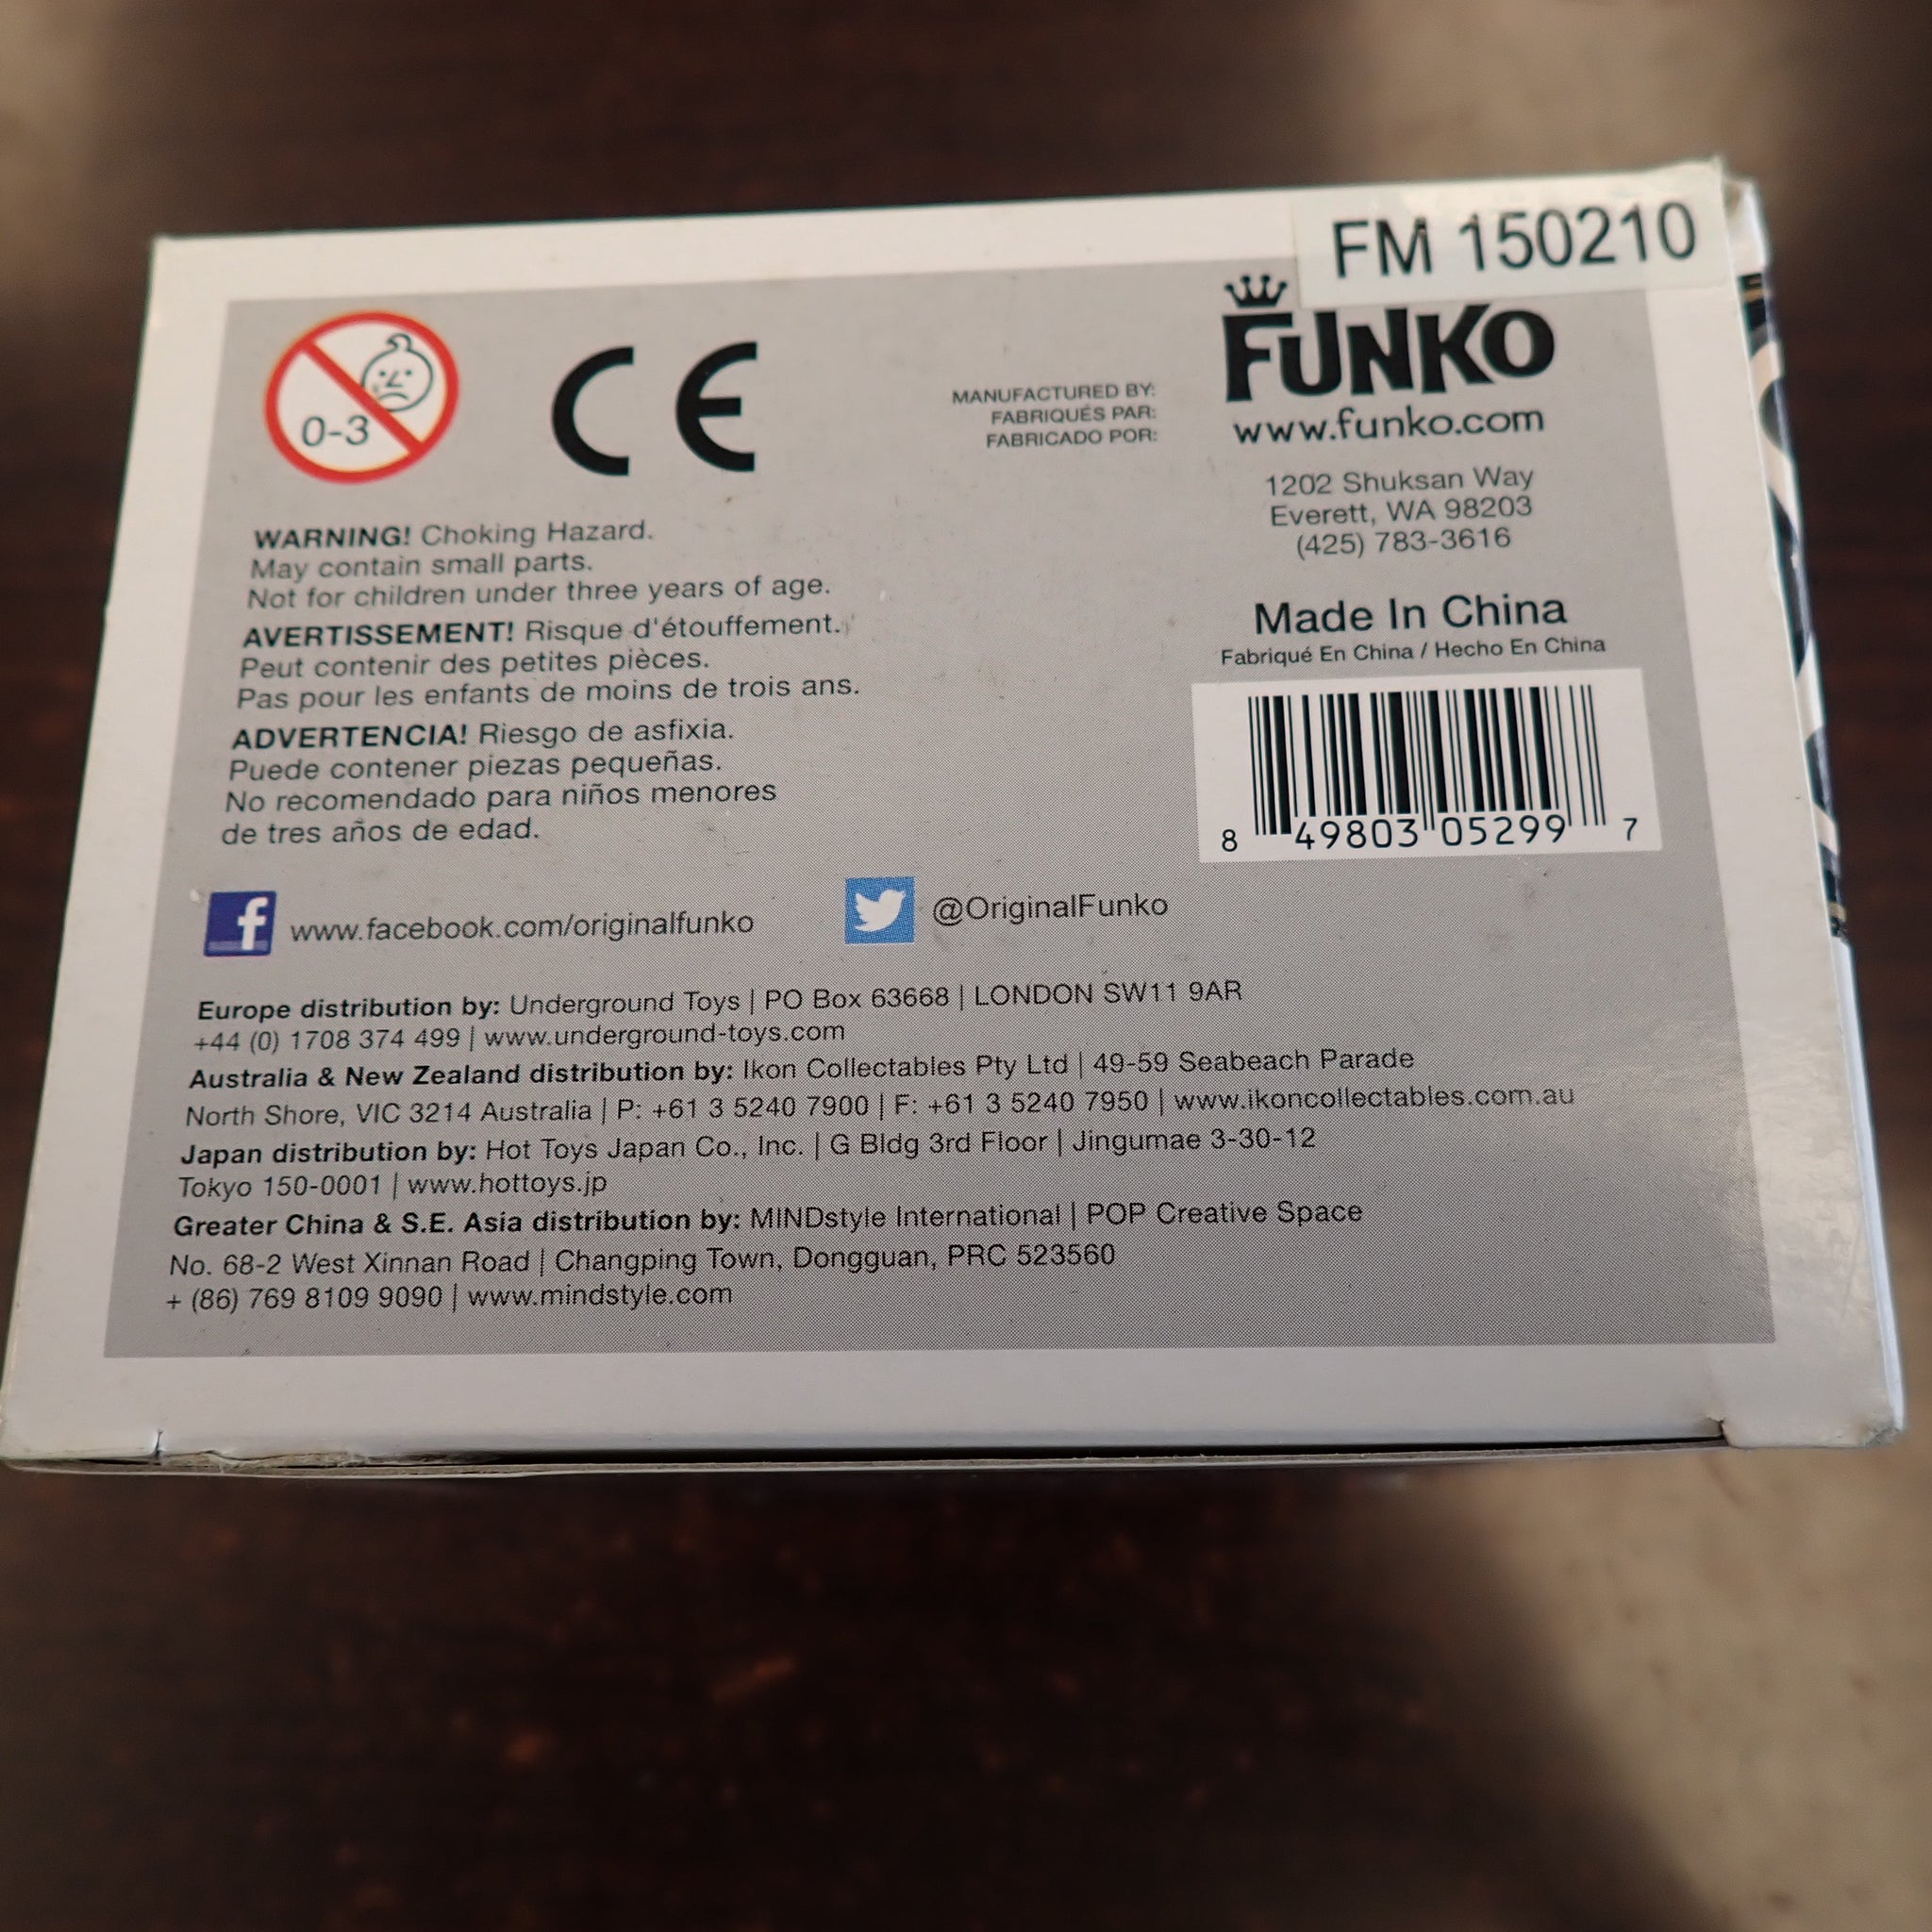 FM 150210
0-3
CE
MANUFACTURED BY:
FABRIQUÉS PAR:
FABRICADO POR:
FUNKO
www.funko.com
1202 Shuksan Way
Everett, WA 98203
(425) 783-3616
WARNING! Choking Hazard.
May contain small parts.
Not for children under three years of age.
AVERTISSEMENT! Risque d'étouffement.
Peut contenir des petites pièces.
Pas pour les enfants de moins de trois ans.
ADVERTENCIA! Riesgo de asfixia.
Puede contener piezas pequeñas.
No recomendado para niños menores
de tres años de edad.
Made In China
Fabriqué En China / Hecho En China
8 49803 05299 7
f www.facebook.com/originalfunko
@OriginalFunko
Europe distribution by: Underground Toys | PO Box 63668 | LONDON SW11 9AR
+44 (0) 1708 374 499 | www.underground-toys.com
Australia & New Zealand distribution by: Ikon Collectables Pty Ltd | 49-59 Seabeach Parade
North Shore, VIC 3214 Australia | P: +61 3 5240 7900 | F: +61 3 5240 7950 | www.ikoncollectables.com.au
Japan distribution by: Hot Toys Japan Co., Inc. | G Bldg 3rd Floor | Jingumae 3-30-12
Tokyo 150-0001 | www.hottoys.jp
Greater China & S.E. Asia distribution by: MINDstyle International | POP Creative Space
No. 68-2 West Xinnan Road | Changping Town, Dongguan, PRC 523560
+ (86) 769 8109 9090 | www.mindstyle.com